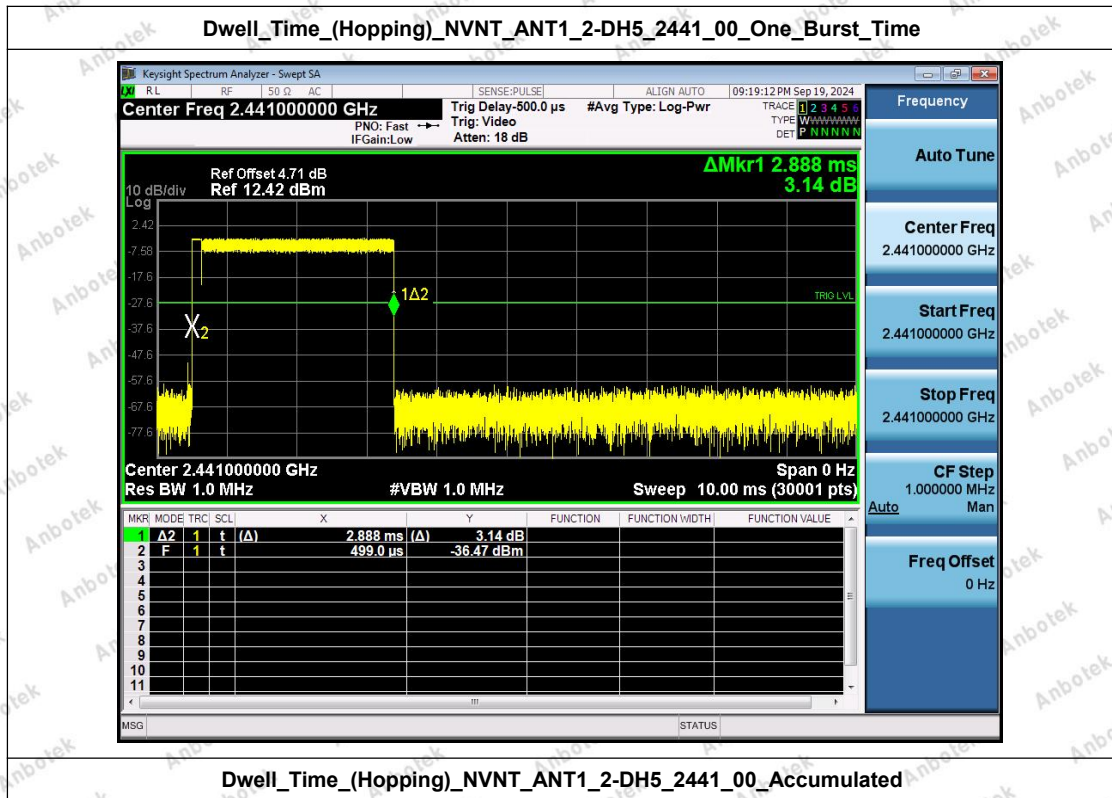 Dwell_Time_(Hopping)_NVNT_ANT1_2-DH5_2441_00_One_Burst_Time
Keysight Spectrum Analyzer - Swept SA
LXI RL RF 50 Ω AC SENSE:PULSE ALIGN AUTO 09:19:12 PM Sep 19, 2024
Center Freq 2.441000000 GHz
PNO: Fast
IFGain:Low
Trig Delay-500.0 µs
Trig: Video
Atten: 18 dB
#Avg Type: Log-Pwr
TRACE 1 2 3 4 5 6
TYPE WWWWWW
DET P N N N N N
Frequency
Auto Tune
Center Freq
2.441000000 GHz
Start Freq
2.441000000 GHz
Stop Freq
2.441000000 GHz
CF Step
1.000000 MHz
Auto Man
Freq Offset
0 Hz
ΔMkr1 2.888 ms
3.14 dB
Ref Offset 4.71 dB
10 dB/div Ref 12.42 dBm
Log
2.42
-7.58
-17.6
-27.6
-37.6
-47.6
-57.6
-67.6
-77.6
1Δ2
TRIG LVL
X2
Center 2.441000000 GHz Span 0 Hz
Res BW 1.0 MHz #VBW 1.0 MHz Sweep 10.00 ms (30001 pts)
MKR MODE TRC SCL X Y FUNCTION FUNCTION WIDTH FUNCTION VALUE
1 Δ2 1 t (Δ) 2.888 ms (Δ) 3.14 dB
2 F 1 t 499.0 µs -36.47 dBm
3
4
5
6
7
8
9
10
11
MSG STATUS
Dwell_Time_(Hopping)_NVNT_ANT1_2-DH5_2441_00_Accumulated
Anbotek